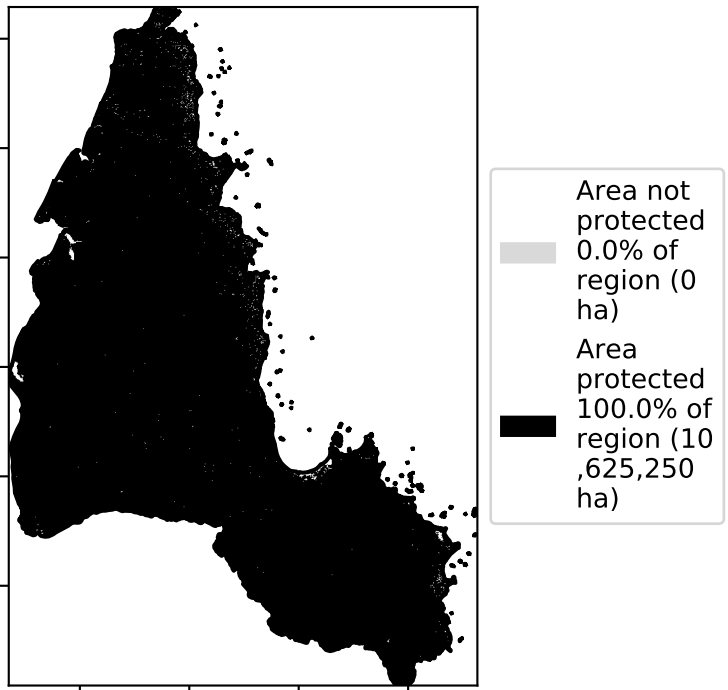 Area not
protected
0.0% of
region (0
ha)
Area
protected
100.0% of
region (10
,625,250
ha)